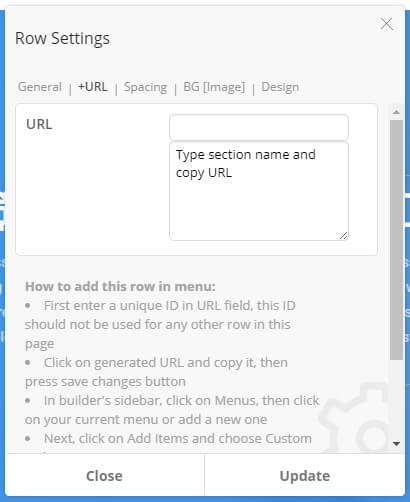 Row Settings
General | +URL | Spacing | BG [Image] | Design
URL
Type section name and
copy URL
How to add this row in menu:
• First enter a unique ID in URL field, this ID
should not be used for any other row in this
page
• Click on generated URL and copy it, then
press save changes button
• In builder's sidebar, click on Menus, then click
on your current menu or add a new one
• Next, click on Add Items and choose Custom
Close
Update